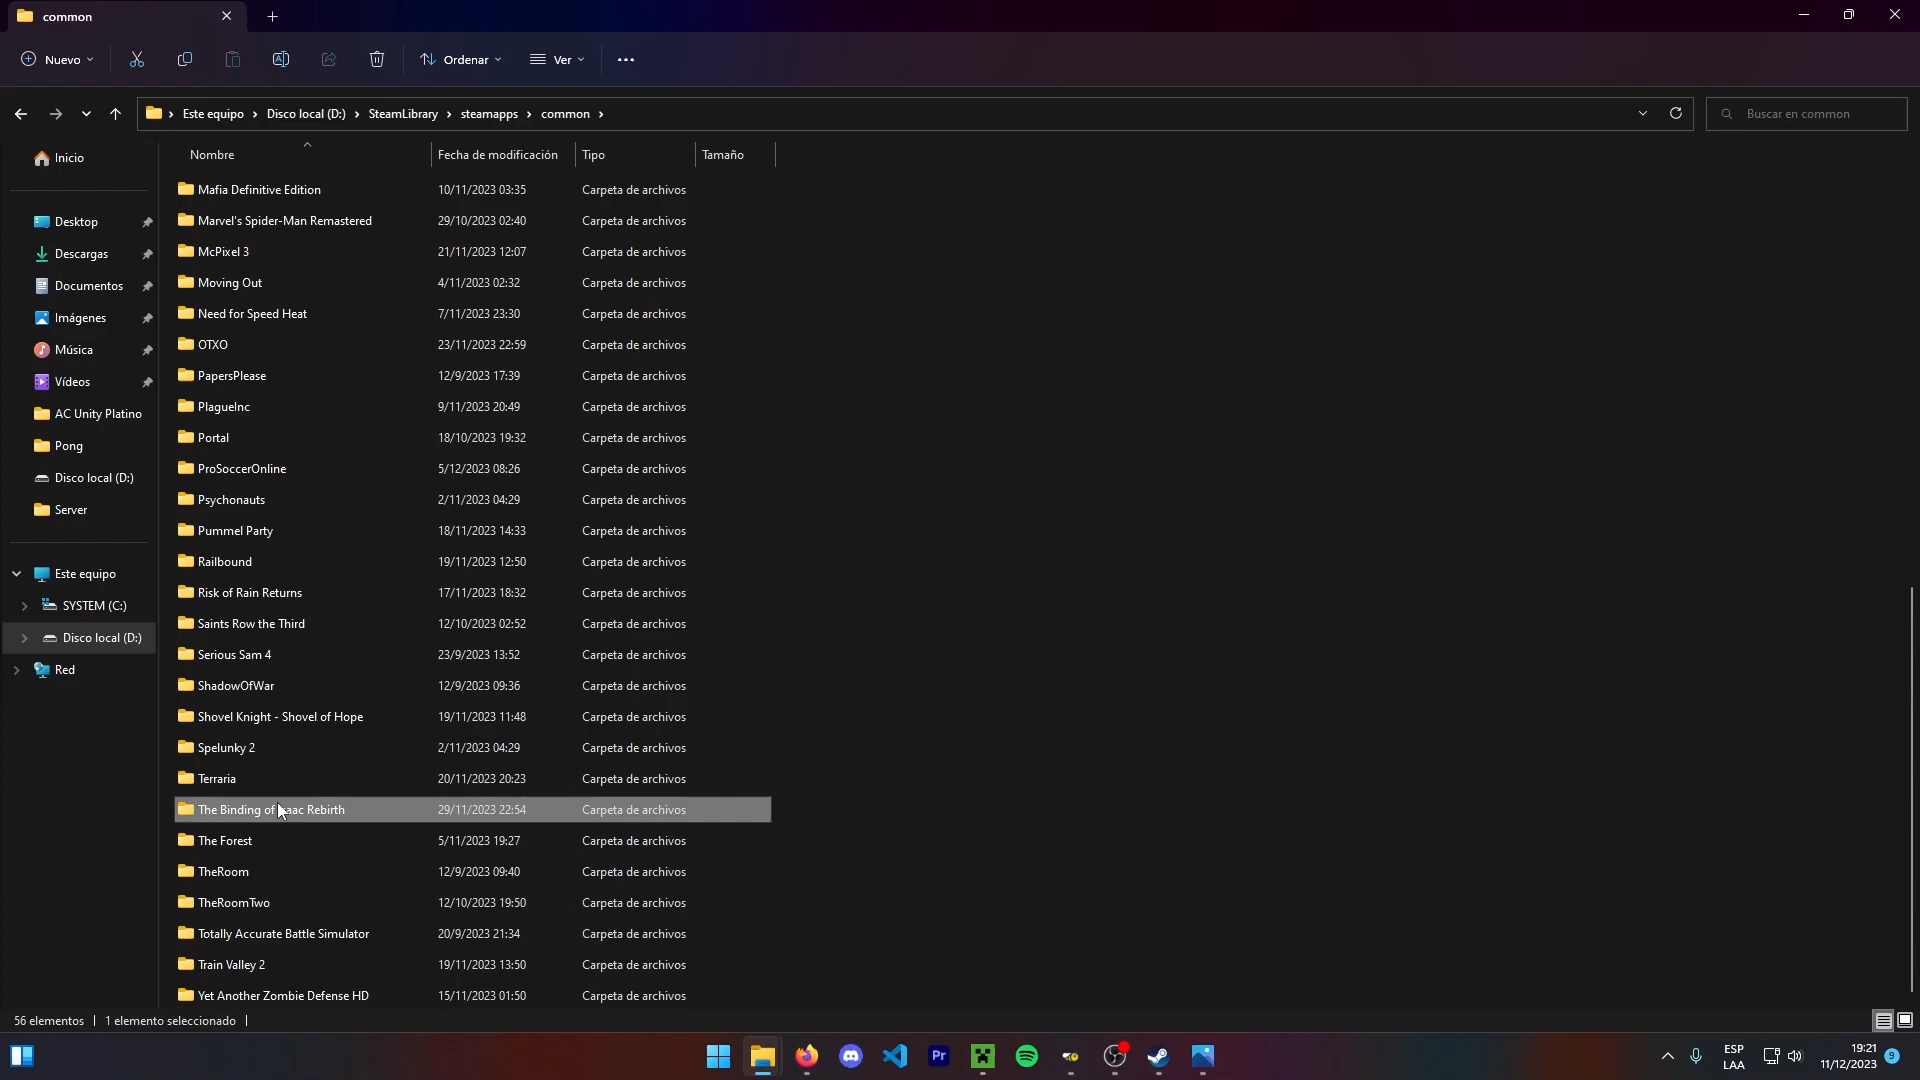 common
Nuevo
Ordenar
Ver
Este equipo
Disco local (D:)
SteamLibrary
steamapps
common
Buscar en common
Inicio
Desktop
Descargas
Documentos
Imágenes
Música
Vídeos
AC Unity Platino
Pong
Disco local (D:)
Server
Este equipo
SYSTEM (C:)
Disco local (D:)
Red
Nombre Fecha de modificación Tipo Tamaño
Mafia Definitive Edition 10/11/2023 03:35 Carpeta de archivos
Marvel's Spider-Man Remastered 29/10/2023 02:40 Carpeta de archivos
McPixel 3 21/11/2023 12:07 Carpeta de archivos
Moving Out 4/11/2023 02:32 Carpeta de archivos
Need for Speed Heat 7/11/2023 23:30 Carpeta de archivos
OTXO 23/11/2023 22:59 Carpeta de archivos
PapersPlease 12/9/2023 17:39 Carpeta de archivos
PlagueInc 9/11/2023 20:49 Carpeta de archivos
Portal 18/10/2023 19:32 Carpeta de archivos
ProSoccerOnline 5/12/2023 08:26 Carpeta de archivos
Psychonauts 2/11/2023 04:29 Carpeta de archivos
Pummel Party 18/11/2023 14:33 Carpeta de archivos
Railbound 19/11/2023 12:50 Carpeta de archivos
Risk of Rain Returns 17/11/2023 18:32 Carpeta de archivos
Saints Row the Third 12/10/2023 02:52 Carpeta de archivos
Serious Sam 4 23/9/2023 13:52 Carpeta de archivos
ShadowOfWar 12/9/2023 09:36 Carpeta de archivos
Shovel Knight - Shovel of Hope 19/11/2023 11:48 Carpeta de archivos
Spelunky 2 2/11/2023 04:29 Carpeta de archivos
Terraria 20/11/2023 20:23 Carpeta de archivos
The Binding of Isaac Rebirth 29/11/2023 22:54 Carpeta de archivos
The Forest 5/11/2023 19:27 Carpeta de archivos
TheRoom 12/9/2023 09:40 Carpeta de archivos
TheRoomTwo 12/10/2023 19:50 Carpeta de archivos
Totally Accurate Battle Simulator 20/9/2023 21:34 Carpeta de archivos
Train Valley 2 19/11/2023 13:50 Carpeta de archivos
Yet Another Zombie Defense HD 15/11/2023 01:50 Carpeta de archivos
56 elementos
1 elemento seleccionado
Pr
ESP
LAA
19:21
11/12/2023
9